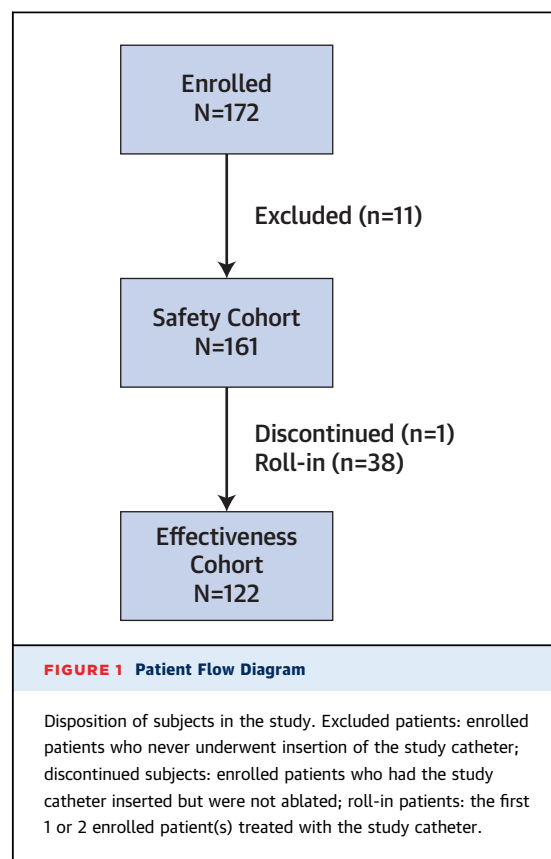 Enrolled
N=172
Excluded (n=11)
Safety Cohort
N=161
Discontinued (n=1)
Roll-in (n=38)
Effectiveness
Cohort
N=122
FIGURE 1 Patient Flow Diagram
Disposition of subjects in the study. Excluded patients: enrolled
patients who never underwent insertion of the study catheter;
discontinued subjects: enrolled patients who had the study
catheter inserted but were not ablated; roll-in patients: the first
1 or 2 enrolled patient(s) treated with the study catheter.